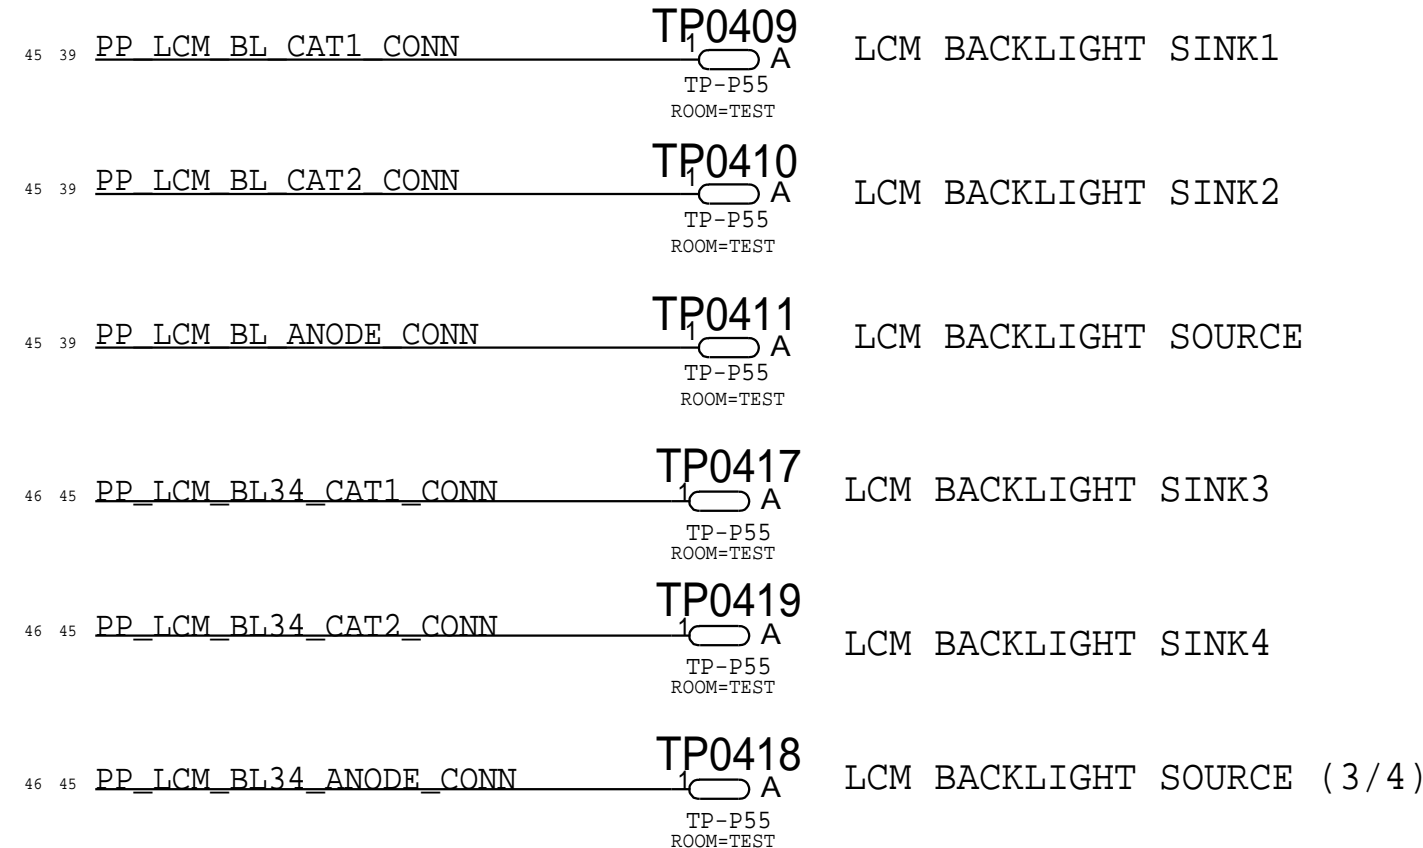 TP0409
45 39 PP_LCM_BL_CAT1_CONN 1 A LCM BACKLIGHT SINK1
TP-P55
ROOM=TEST
TP0410
45 39 PP_LCM_BL_CAT2_CONN 1 A LCM BACKLIGHT SINK2
TP-P55
ROOM=TEST
TP0411
45 39 PP_LCM_BL_ANODE_CONN 1 A LCM BACKLIGHT SOURCE
TP-P55
ROOM=TEST
TP0417
46 45 PP_LCM_BL34_CAT1_CONN 1 A LCM BACKLIGHT SINK3
TP-P55
ROOM=TEST
TP0419
46 45 PP_LCM_BL34_CAT2_CONN 1 A LCM BACKLIGHT SINK4
TP-P55
ROOM=TEST
TP0418
46 45 PP_LCM_BL34_ANODE_CONN 1 A LCM BACKLIGHT SOURCE (3/4)
TP-P55
ROOM=TEST